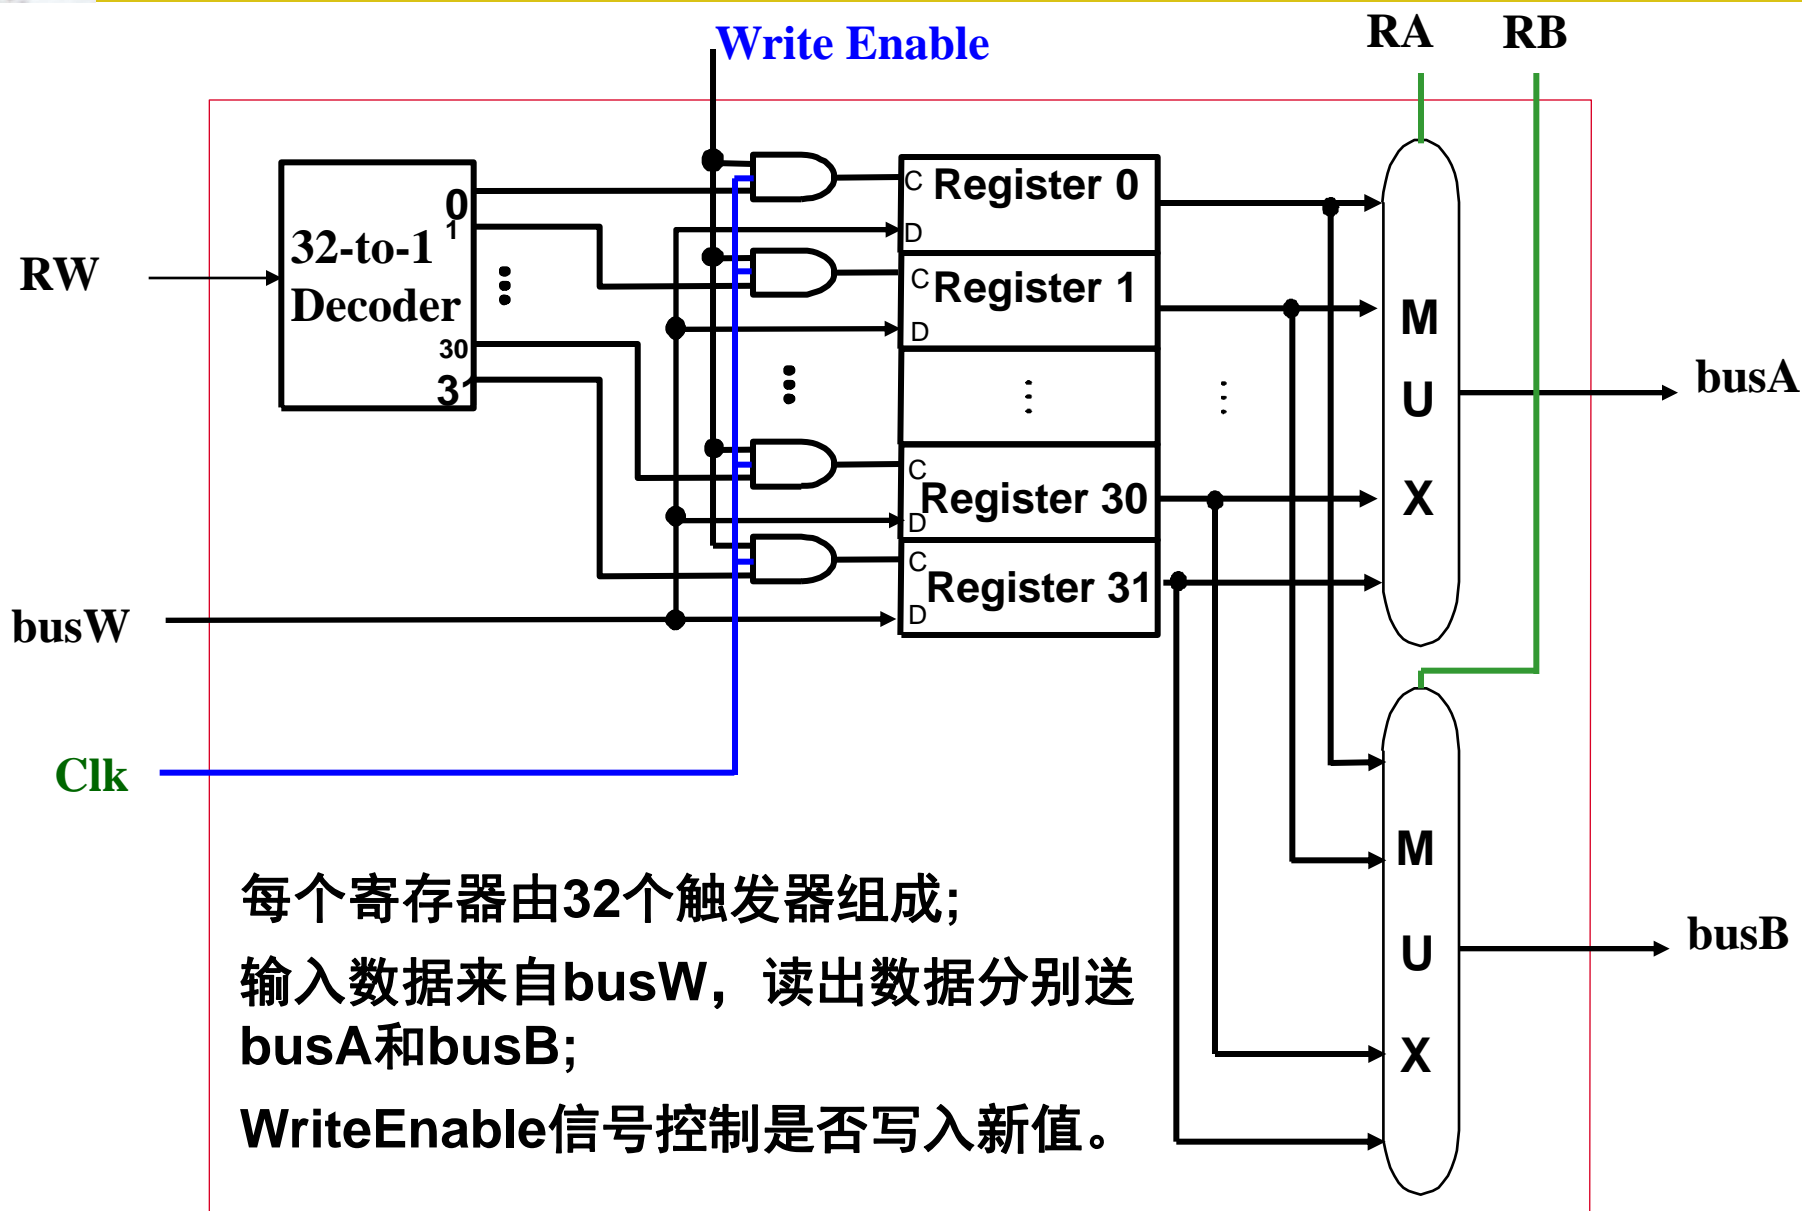 Write Enable
RA
RB
RW
32-to-1
Decoder
0
1
30
31
C
Register 0
D
C
Register 1
D
C
Register 30
D
C
Register 31
D
M
U
X
busA
busW
Clk
M
U
X
busB
每个寄存器由32个触发器组成;
输入数据来自busW，读出数据分别送
busA和busB;
WriteEnable信号控制是否写入新值。